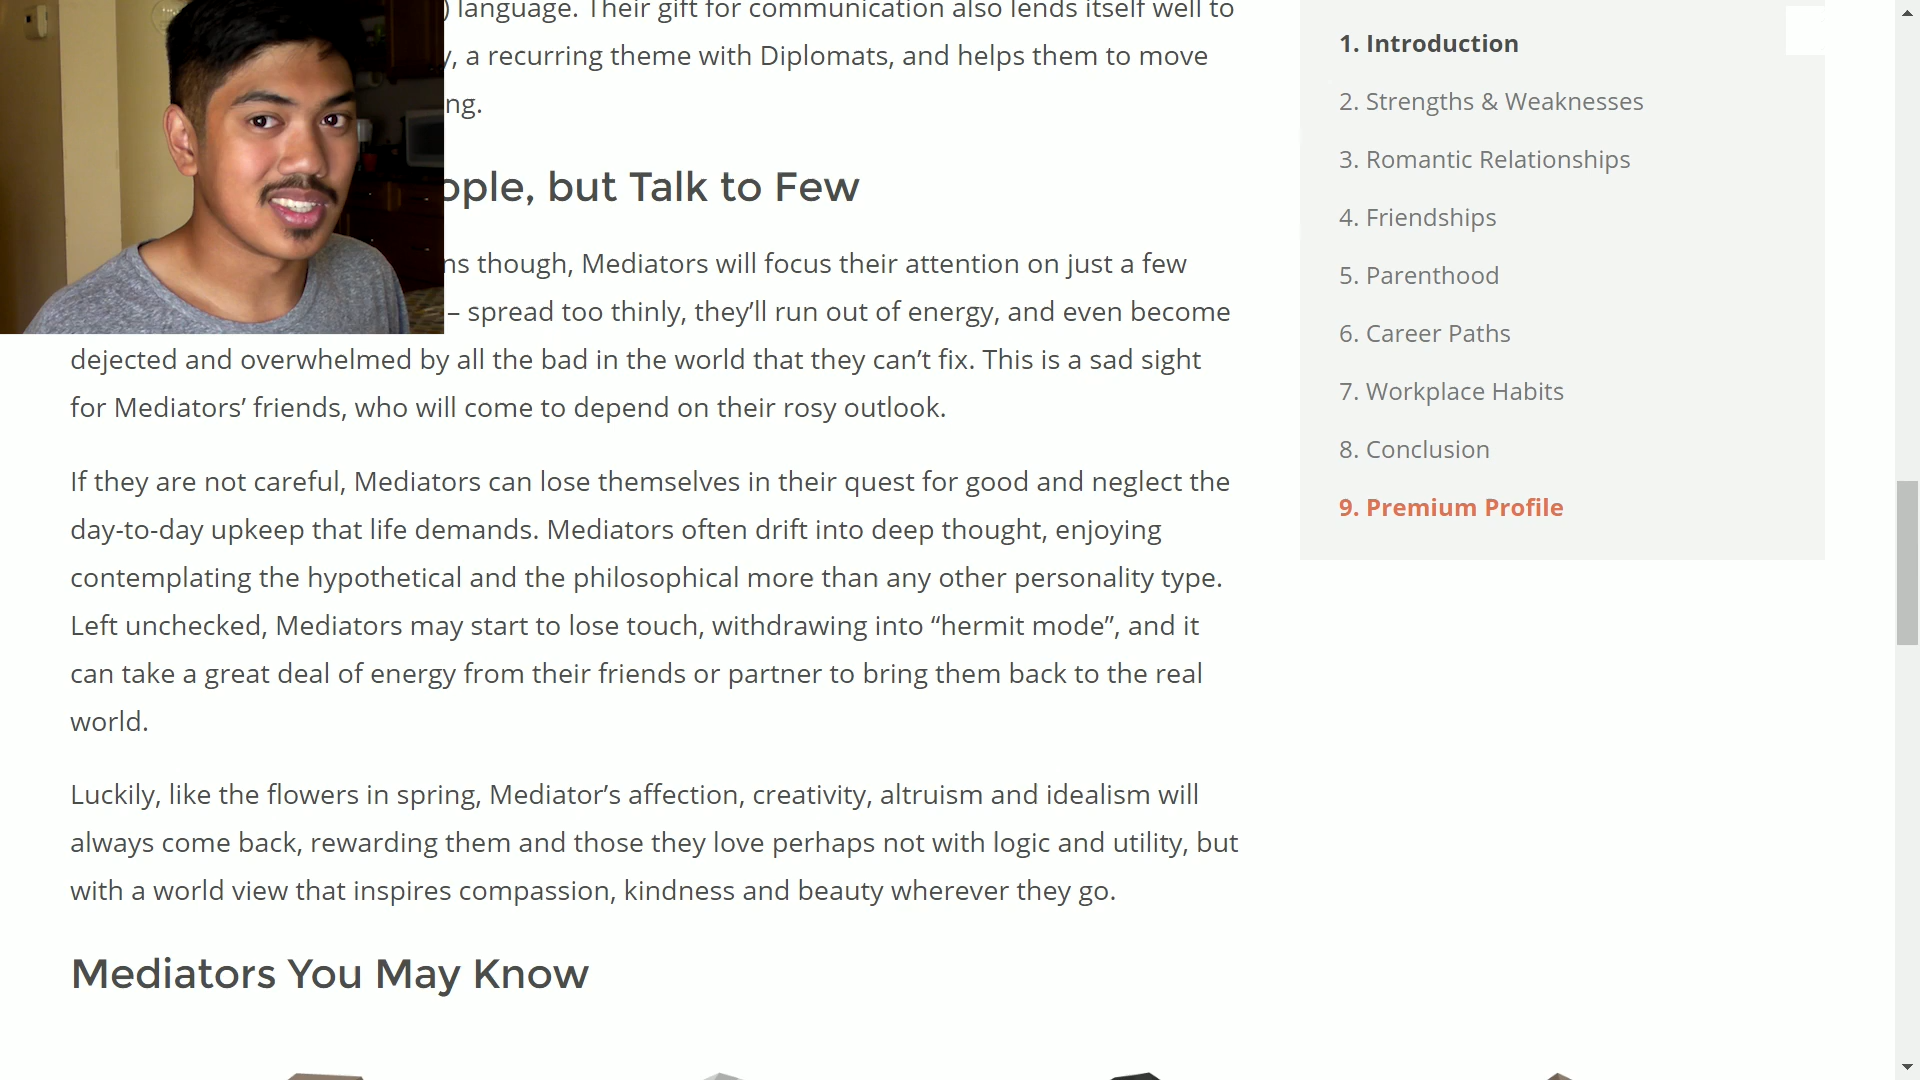 language. Their gift for communication also lends itself well to
, a recurring theme with Diplomats, and helps them to move
ng.
ople, but Talk to Few
ns though, Mediators will focus their attention on just a few
– spread too thinly, they’ll run out of energy, and even become
dejected and overwhelmed by all the bad in the world that they can’t fix. This is a sad sight
for Mediators’ friends, who will come to depend on their rosy outlook.
If they are not careful, Mediators can lose themselves in their quest for good and neglect the
day-to-day upkeep that life demands. Mediators often drift into deep thought, enjoying
contemplating the hypothetical and the philosophical more than any other personality type.
Left unchecked, Mediators may start to lose touch, withdrawing into “hermit mode”, and it
can take a great deal of energy from their friends or partner to bring them back to the real
world.
Luckily, like the flowers in spring, Mediator’s affection, creativity, altruism and idealism will
always come back, rewarding them and those they love perhaps not with logic and utility, but
with a world view that inspires compassion, kindness and beauty wherever they go.
Mediators You May Know
1. Introduction
2. Strengths & Weaknesses
3. Romantic Relationships
4. Friendships
5. Parenthood
6. Career Paths
7. Workplace Habits
8. Conclusion
9. Premium Profile